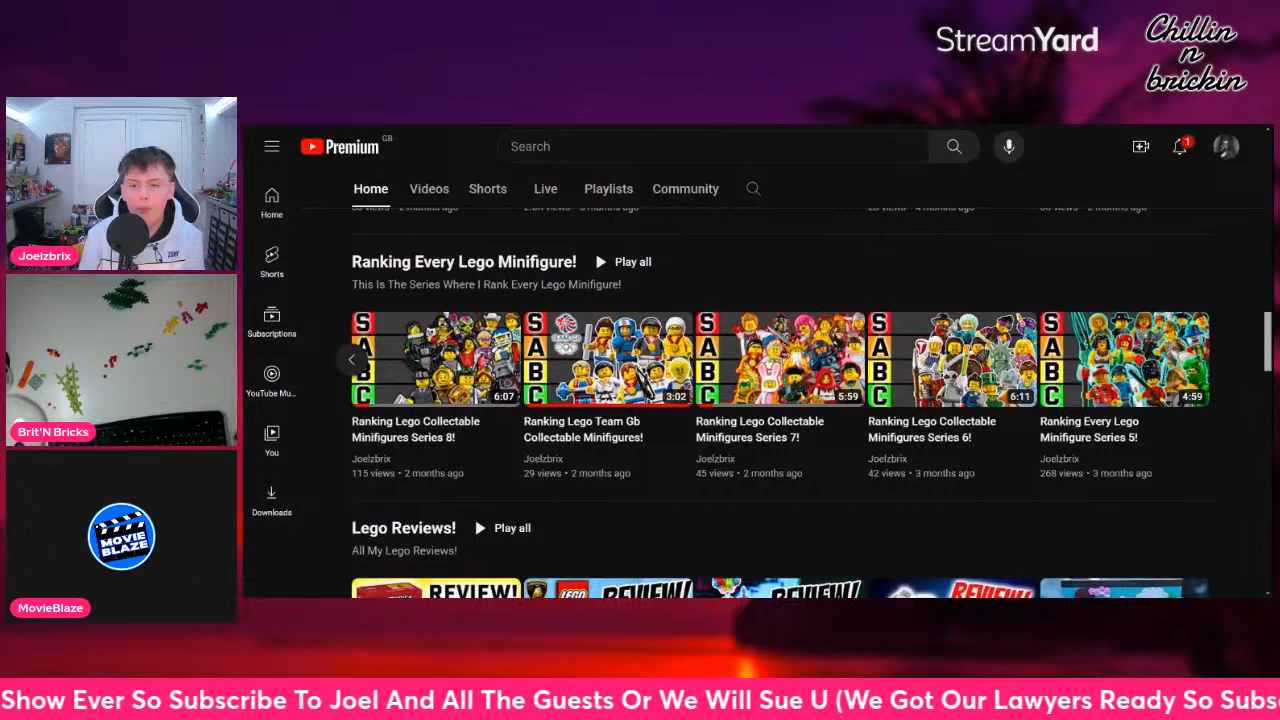 StreamYard
Chillin
n
brickin
Premium
GB
Search
1
Home
Videos
Shorts
Live
Playlists
Community
Home
Shorts
Subscriptions
YouTube Mu...
You
Downloads
Ranking Every Lego Minifigure!
Play all
This Is The Series Where I Rank Every Lego Minifigure!
S
A
B
C
6:07
S
A
B
C
TEAM GB
3:02
S
A
B
C
5:59
S
A
B
C
6:11
S
A
B
C
4:59
Ranking Lego Collectable
Minifigures Series 8!
Joelzbrix
115 views • 2 months ago
Ranking Lego Team Gb
Collectable Minifigures!
Joelzbrix
29 views • 2 months ago
Ranking Lego Collectable
Minifigures Series 7!
Joelzbrix
45 views • 2 months ago
Ranking Lego Collectable
Minifigures Series 6!
Joelzbrix
42 views • 3 months ago
Ranking Every Lego
Minifigure Series 5!
Joelzbrix
268 views • 3 months ago
Lego Reviews!
Play all
All My Lego Reviews!
REVIEW!
LEGO
REVIEW!
REVIEW!
REVIEW!
Joelzbrix
Brit'N Bricks
MOVIE
BLAZE
MovieBlaze
Show Ever So Subscribe To Joel And All The Guests Or We Will Sue U (We Got Our Lawyers Ready So Subs